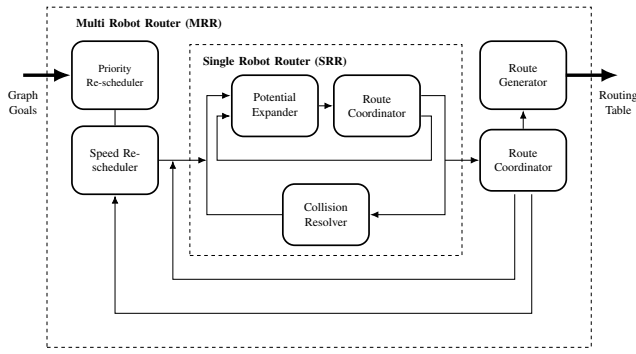 Multi Robot Router (MRR)
Priority
Re-scheduler
Graph
Goals
Speed Re-
scheduler
Single Robot Router (SRR)
Potential
Expander
Route
Coordinator
Collision
Resolver
Route
Generator
Routing
Table
Route
Coordinator